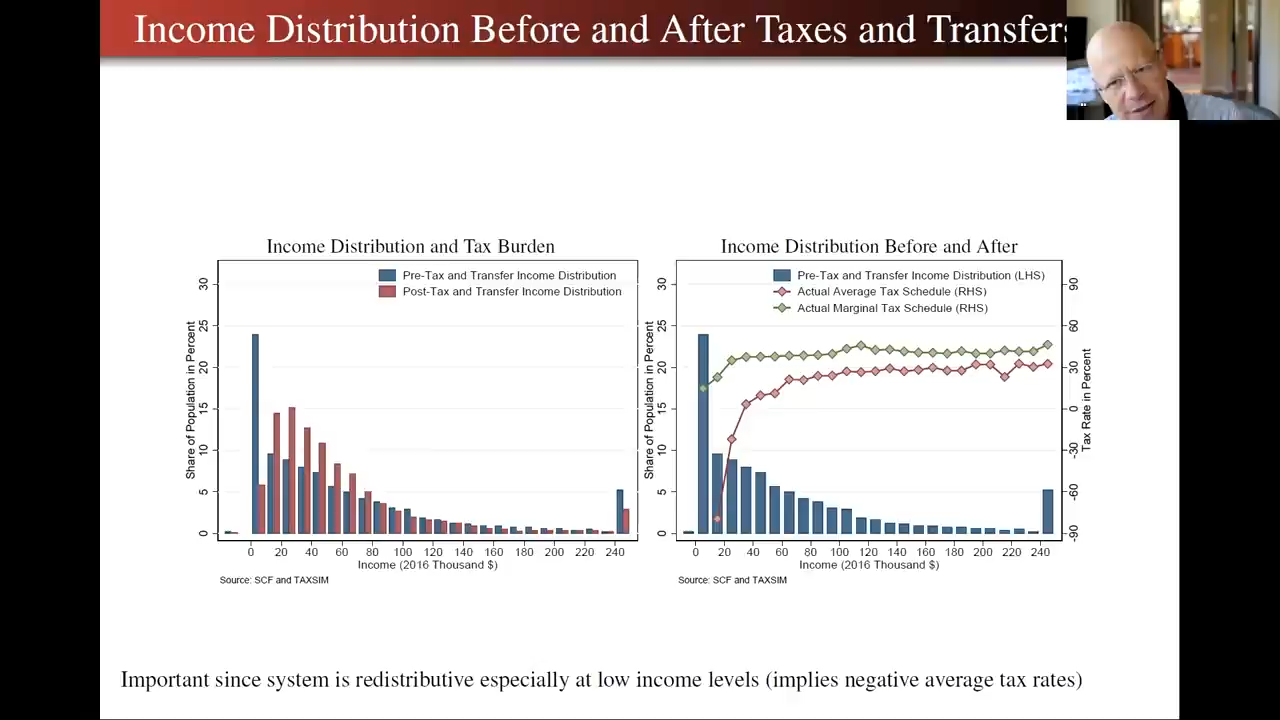 Income Distribution Before and After Taxes and Transfers
Income Distribution and Tax Burden
Pre-Tax and Transfer Income Distribution
Post-Tax and Transfer Income Distribution
Share of Population in Percent
30
25
20
15
10
5
0
0 20 40 60 80 100 120 140 160 180 200 220 240
Income (2016 Thousand $)
Source: SCF and TAXSIM
Income Distribution Before and After
Pre-Tax and Transfer Income Distribution (LHS)
Actual Average Tax Schedule (RHS)
Actual Marginal Tax Schedule (RHS)
Share of Population in Percent
30
25
20
15
10
5
0
90
60
30
0
-30
-60
-90
Tax Rate in Percent
0 20 40 60 80 100 120 140 160 180 200 220 240
Income (2016 Thousand $)
Source: SCF and TAXSIM
Important since system is redistributive especially at low income levels (implies negative average tax rates)